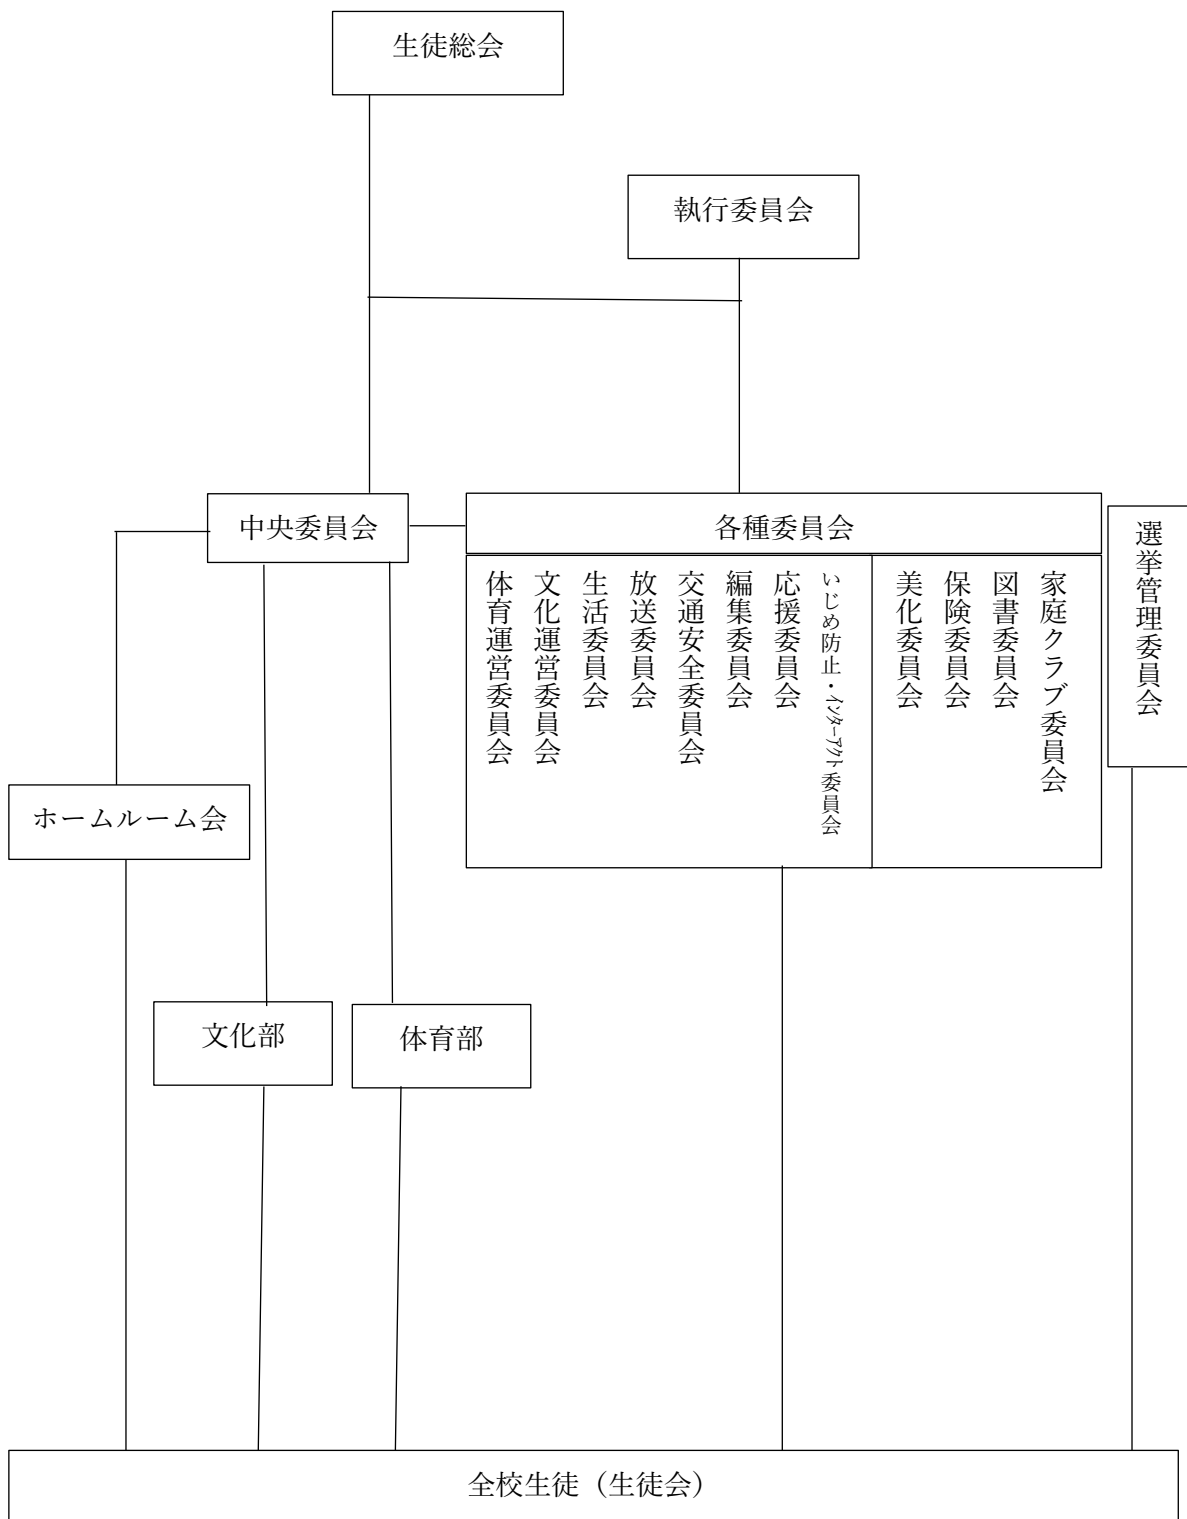 生徒総会
執行委員会
中央委員会
各種委員会
体育運営委員会
文化運営委員会
生活委員会
放送委員会
交通安全委員会
編集委員会
応援委員会
いじめ防止・インターアクト委員会
美化委員会
保険委員会
図書委員会
家庭クラブ委員会
選挙管理委員会
ホームルーム会
文化部
体育部
全校生徒（生徒会）